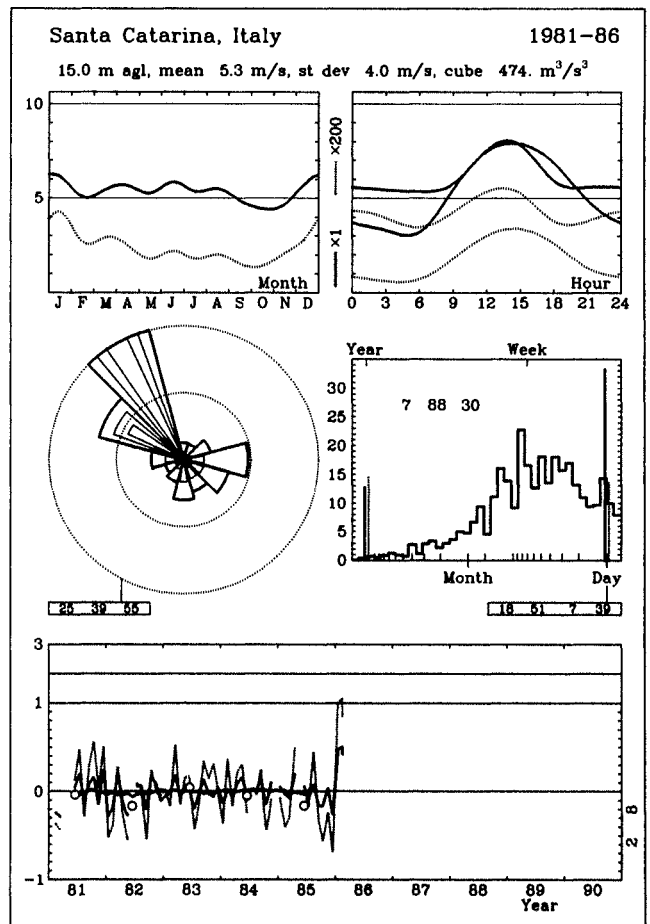 Santa Catarina, Italy 1981-86
15.0 m agl, mean 5.3 m/s, st dev 4.0 m/s, cube 474. m³/s³
10
5
Month
J F M A M J J A S O N D
×1 ×200
Hour
0 3 6 9 12 15 18 21 24
25 39 55
Year Week
30
25
20
15
10
5
0
7 88 30
Month Day
18 51 7 39
3
1
0
-1
81 82 83 84 85 86 87 88 89 90
Year
2 8